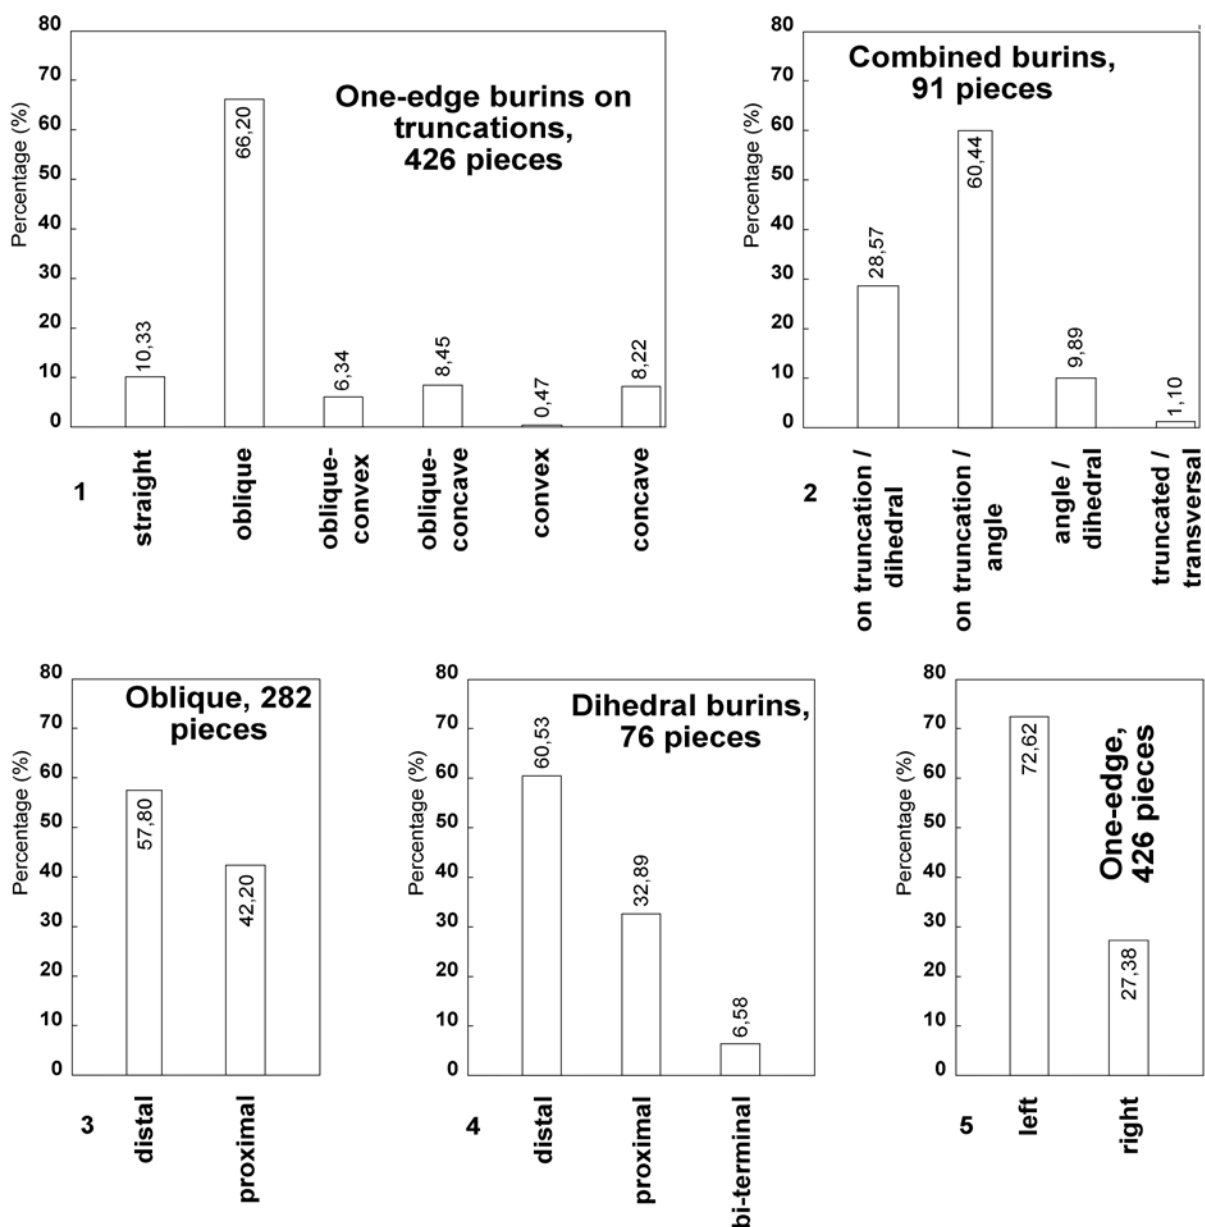 80
70
60
50
40
30
20
10
0
Percentage (%)
One-edge burins on
truncations,
426 pieces
10,33
66,20
6,34
8,45
0,47
8,22
straight
oblique
oblique-
convex
oblique-
concave
convex
concave
1
80
70
60
50
40
30
20
10
0
Percentage (%)
Combined burins,
91 pieces
28,57
60,44
9,89
1,10
on truncation /
dihedral
on truncation /
angle
angle /
dihedral
truncated /
transversal
2
80
70
60
50
40
30
20
10
0
Percentage (%)
Oblique, 282
pieces
57,80
42,20
distal
proximal
3
80
70
60
50
40
30
20
10
0
Percentage (%)
Dihedral burins,
76 pieces
60,53
32,89
6,58
distal
proximal
bi-terminal
4
80
70
60
50
40
30
20
10
0
Percentage (%)
One-edge,
426 pieces
72,62
27,38
left
right
5